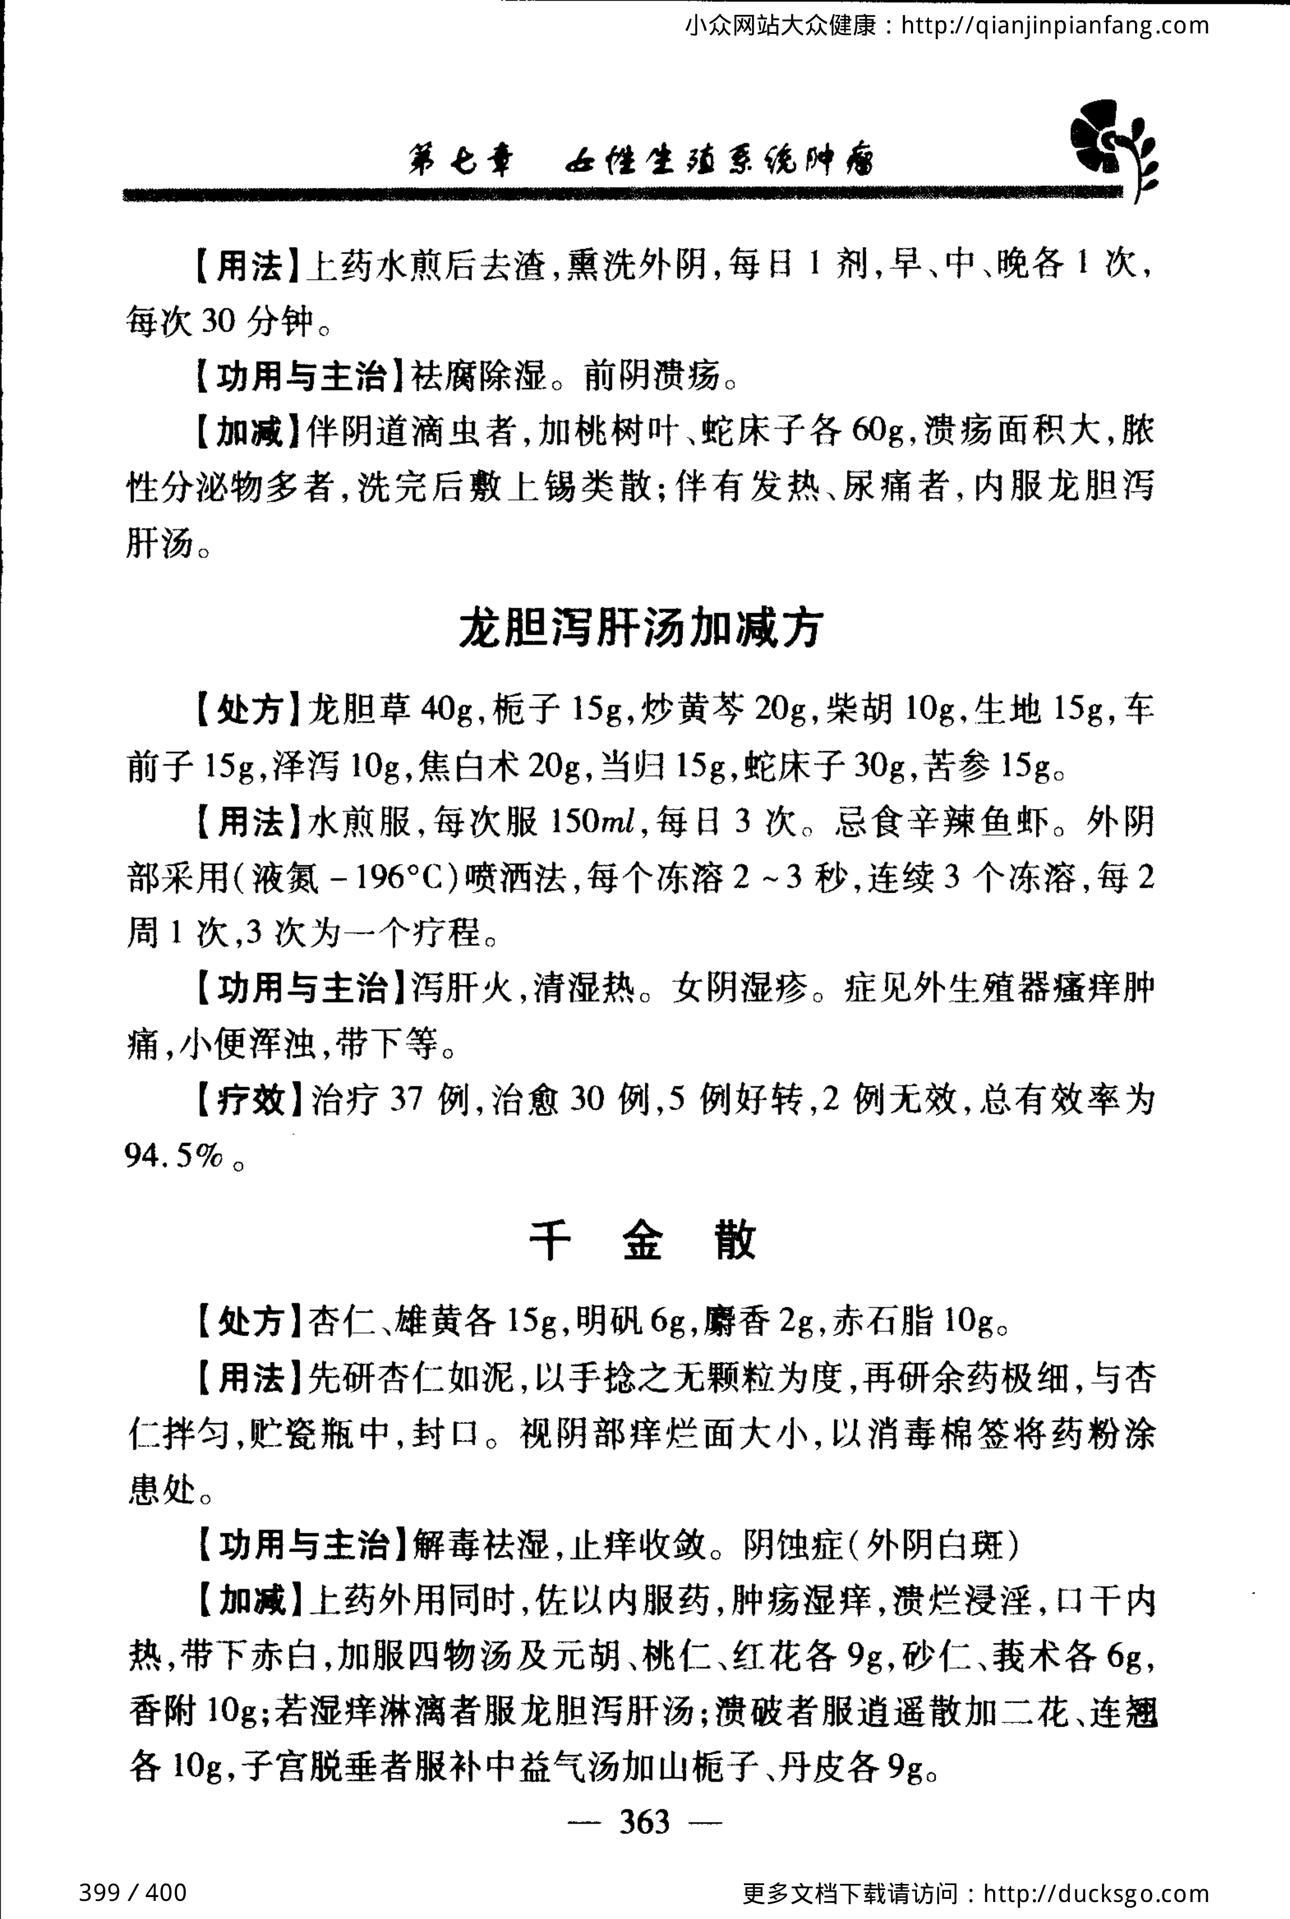 小众网站大众健康：http://qianjinpianfang.com
第七章 女性生殖系统肿瘤
【用法】上药水煎后去渣,熏洗外阴,每日1剂,早、中、晚各1次,
每次30分钟。
【功用与主治】祛腐除湿。前阴溃疡。
【加减】伴阴道滴虫者,加桃树叶、蛇床子各60g,溃疡面积大,脓
性分泌物多者,洗完后敷上锡类散;伴有发热、尿痛者,内服龙胆泻
肝汤。
龙胆泻肝汤加减方
【处方】龙胆草40g,栀子15g,炒黄芩20g,柴胡10g,生地15g,车
前子15g,泽泻10g,焦白术20g,当归15g,蛇床子30g,苦参15g。
【用法】水煎服,每次服150ml,每日3次。忌食辛辣鱼虾。外阴
部采用(液氮-196°C)喷洒法,每个冻溶2~3秒,连续3个冻溶,每2
周1次,3次为一个疗程。
【功用与主治】泻肝火,清湿热。女阴湿疹。症见外生殖器瘙痒肿
痛,小便浑浊,带下等。
【疗效】治疗37例,治愈30例,5例好转,2例无效,总有效率为
94.5%。
千金散
【处方】杏仁、雄黄各15g,明矾6g,麝香2g,赤石脂10g。
【用法】先研杏仁如泥,以手捻之无颗粒为度,再研余药极细,与杏
仁拌匀,贮瓷瓶中,封口。视阴部痒烂面大小,以消毒棉签将药粉涂
患处。
【功用与主治】解毒祛湿,止痒收敛。阴蚀症(外阴白斑)
【加减】上药外用同时,佐以内服药,肿疡湿痒,溃烂浸淫,口干内
热,带下赤白,加服四物汤及元胡、桃仁、红花各9g,砂仁、莪术各6g,
香附10g;若湿痒淋漓者服龙胆泻肝汤;溃破者服逍遥散加二花、连翘
各10g,子宫脱垂者服补中益气汤加山栀子、丹皮各9g。
— 363 —
399 / 400
更多文档下载请访问：http://ducksgo.com